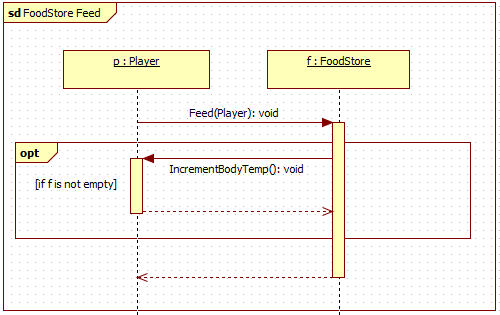 sd FoodStore Feed
p : Player
f : FoodStore
Feed(Player): void
opt
IncrementBodyTemp(): void
[if f is not empty]